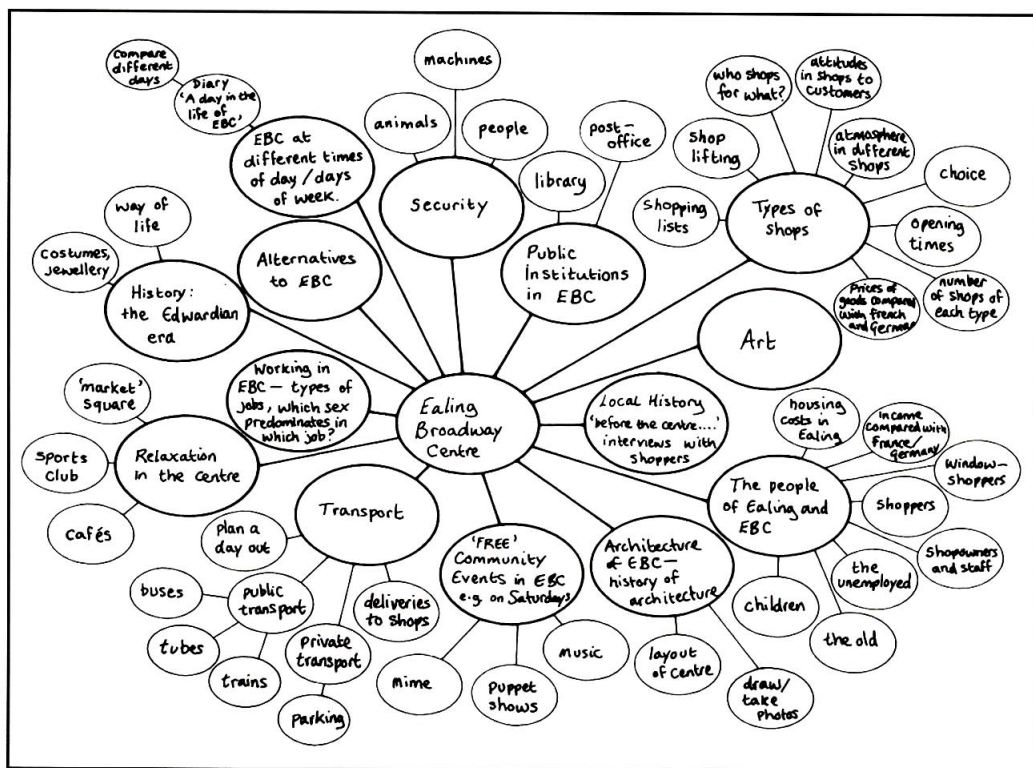 Compare
different
days
Diary
'A day in the
life of
EBC'
EBC at
different times
of day / days
of week.
animals
machines
people
Security
post-
office
library
Public
Institutions
in EBC
who shops
for what?
attitudes
in shops to
customers
Shop
lifting
atmosphere
in different
Shops
choice
Shopping
lists
Types of
Shops
opening
times
Prices of
goods compared
with French
and German
number
of shops of
each type
way of
life
Costumes,
jewellery
History:
the Edwardian
era
Alternatives
to EBC
Art
'market'
square
Sports
Club
Cafés
Relaxation
in the centre
Working in
EBC — types of
jobs, which sex
predominates in
which job?
Ealing
Broadway
Centre
Local History
'before the centre....'
interviews with
shoppers
housing
costs in
Ealing
Income
compared with
France/
Germany
Window-
shoppers
The people
of Ealing and
EBC
Shoppers
Shopowners
and staff
the
unemployed
children
the old
Transport
plan a
day out
buses
public
transport
tubes
trains
private
transport
parking
deliveries
to shops
'FREE'
Community
Events in EBC
e.g. on Saturdays
mime
puppet
shows
music
Architecture
of EBC —
history of
architecture
layout
of centre
draw/
take
photos